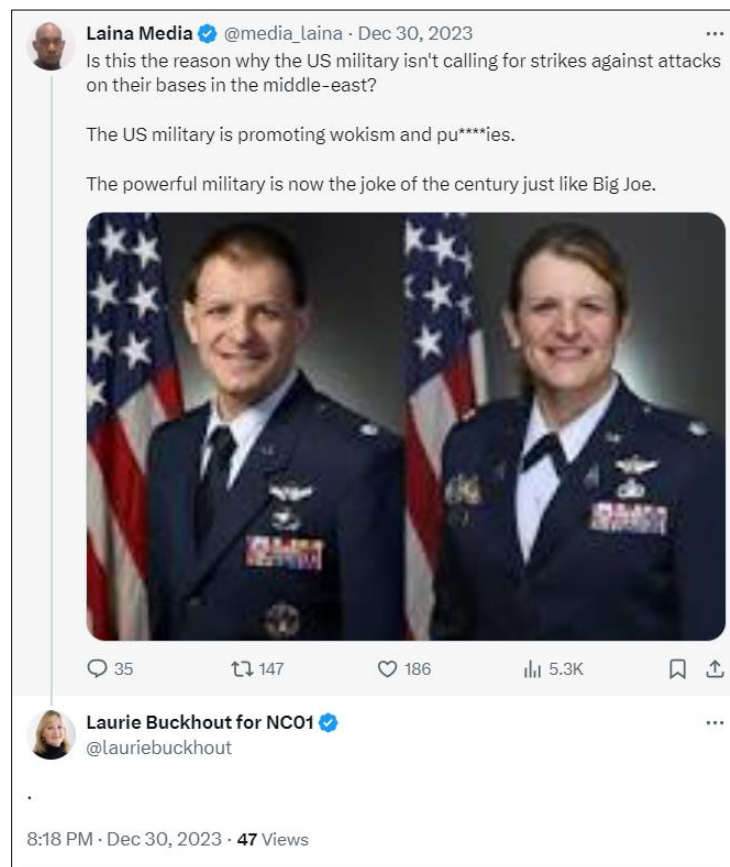 Laina Media @media_laina · Dec 30, 2023
Is this the reason why the US military isn't calling for strikes against attacks
on their bases in the middle-east?
The US military is promoting wokism and pu****ies.
The powerful military is now the joke of the century just like Big Joe.
35 147 186 5.3K
Laurie Buckhout for NC01
@lauriebuckhout
.
8:18 PM · Dec 30, 2023 · 47 Views